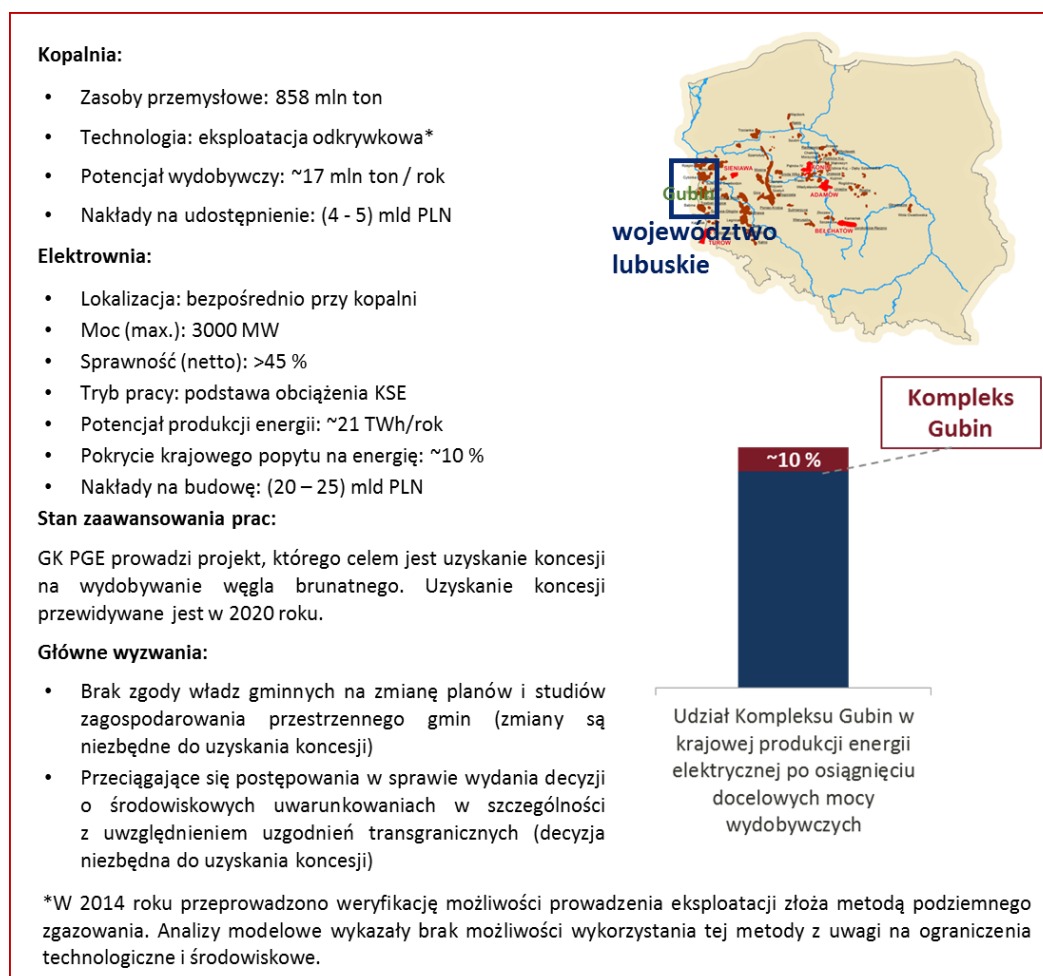 Kopalnia:
• Zasoby przemysłowe: 858 mln ton
• Technologia: eksploatacja odkrywkowa*
• Potencjał wydobywczy: ~17 mln ton / rok
• Nakłady na udostępnienie: (4 - 5) mld PLN
Elektrownia:
• Lokalizacja: bezpośrednio przy kopalni
• Moc (max.): 3000 MW
• Sprawność (netto): >45 %
• Tryb pracy: podstawa obciążenia KSE
• Potencjał produkcji energii: ~21 TWh/rok
• Pokrycie krajowego popytu na energię: ~10 %
• Nakłady na budowę: (20 – 25) mld PLN
Stan zaawansowania prac:
GK PGE prowadzi projekt, którego celem jest uzyskanie koncesji
na wydobywanie węgla brunatnego. Uzyskanie koncesji
przewidywane jest w 2020 roku.
Główne wyzwania:
• Brak zgody władz gminnych na zmianę planów i studiów
zagospodarowania przestrzennego gmin (zmiany są
niezbędne do uzyskania koncesji)
• Przeciągające się postępowania w sprawie wydania decyzji
o środowiskowych uwarunkowaniach w szczególności
z uwzględnieniem uzgodnień transgranicznych (decyzja
niezbędna do uzyskania koncesji)
SIENIAWA
Gubin
ADAMÓW
województwo
lubuskie
BEŁCHATÓW
TURÓW
Kompleks
Gubin
~10 %
Udział Kompleksu Gubin w
krajowej produkcji energii
elektrycznej po osiągnięciu
docelowych mocy
wydobywczych
*W 2014 roku przeprowadzono weryfikację możliwości prowadzenia eksploatacji złoża metodą podziemnego
zgazowania. Analizy modelowe wykazały brak możliwości wykorzystania tej metody z uwagi na ograniczenia
technologiczne i środowiskowe.